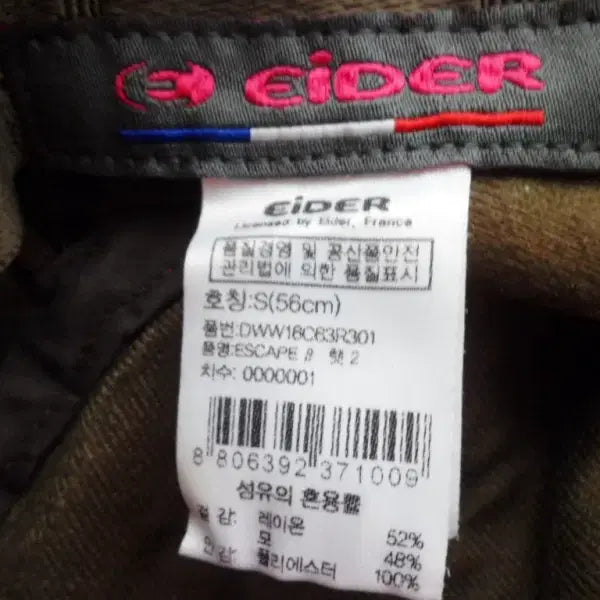 EiDER
EiDER
Licensed by Eider, France
품질경영 및 공산품안전
관리법에 의한 품질표시
호칭:S(56cm)
품번:DWW16C63R301
품명:ESCAPE // 햇 2
치수: 0000001
8 806392 371009
섬유의 혼용률
겉감: 레이온 52%
모 48%
안감: 폴리에스터 100%